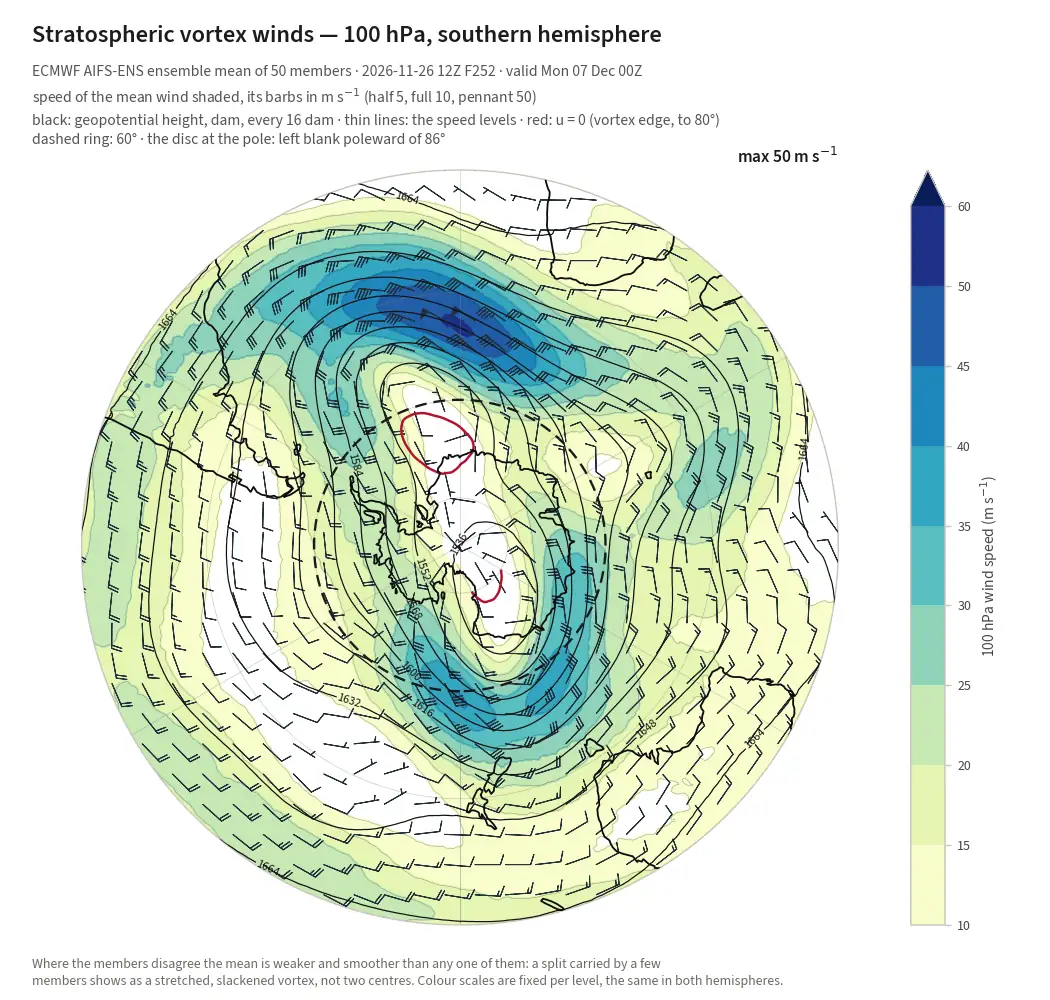 Stratospheric vortex winds — 100 hPa, southern hemisphere
ECMWF AIFS-ENS ensemble mean of 50 members · 2026-11-26 12Z F252 · valid Mon 07 Dec 00Z
speed of the mean wind shaded, its barbs in m s⁻¹ (half 5, full 10, pennant 50)
black: geopotential height, dam, every 16 dam · thin lines: the speed levels · red: u = 0 (vortex edge, to 80°)
dashed ring: 60° · the disc at the pole: left blank poleward of 86°
max 50 m s⁻¹
1664
1664
1664
1584
1536
1552
1568
1600
1616
1632
1648
1664
1664
60
50
45
40
35
30
25
20
15
10
100 hPa wind speed (m s⁻¹)
Where the members disagree the mean is weaker and smoother than any one of them: a split carried by a few
members shows as a stretched, slackened vortex, not two centres. Colour scales are fixed per level, the same in both hemispheres.